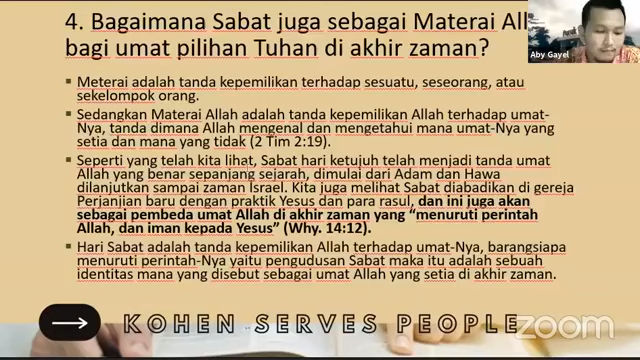 4. Bagaimana Sabat juga sebagai Materai All
bagi umat pilihan Tuhan di akhir zaman?
Aby Gayel
▪ Meterai adalah tanda kepemilikan terhadap sesuatu, seseorang, atau
sekelompok orang.
▪ Sedangkan Materai Allah adalah tanda kepemilikan Allah terhadap umat-
Nya, tanda dimana Allah mengenal dan mengetahui mana umat-Nya yang
setia dan mana yang tidak (2 Tim 2:19).
▪ Seperti yang telah kita lihat, Sabat hari ketujuh telah menjadi tanda umat
Allah yang benar sepanjang sejarah, dimulai dari Adam dan Hawa
dilanjutkan sampai zaman Israel. Kita juga melihat Sabat diabadikan di gereja
Perjanjian baru dengan praktik Yesus dan para rasul, dan ini juga akan
sebagai pembeda umat Allah di akhir zaman yang “menuruti perintah
Allah, dan iman kepada Yesus” (Why. 14:12).
▪ Hari Sabat adalah tanda kepemilikan Allah terhadap umat-Nya, barangsiapa
menuruti perintah-Nya yaitu pengudusan Sabat maka itu adalah sebuah
identitas mana yang disebut sebagai umat Allah yang setia di akhir zaman.
KOHEN SERVES PEOPLE
zoom